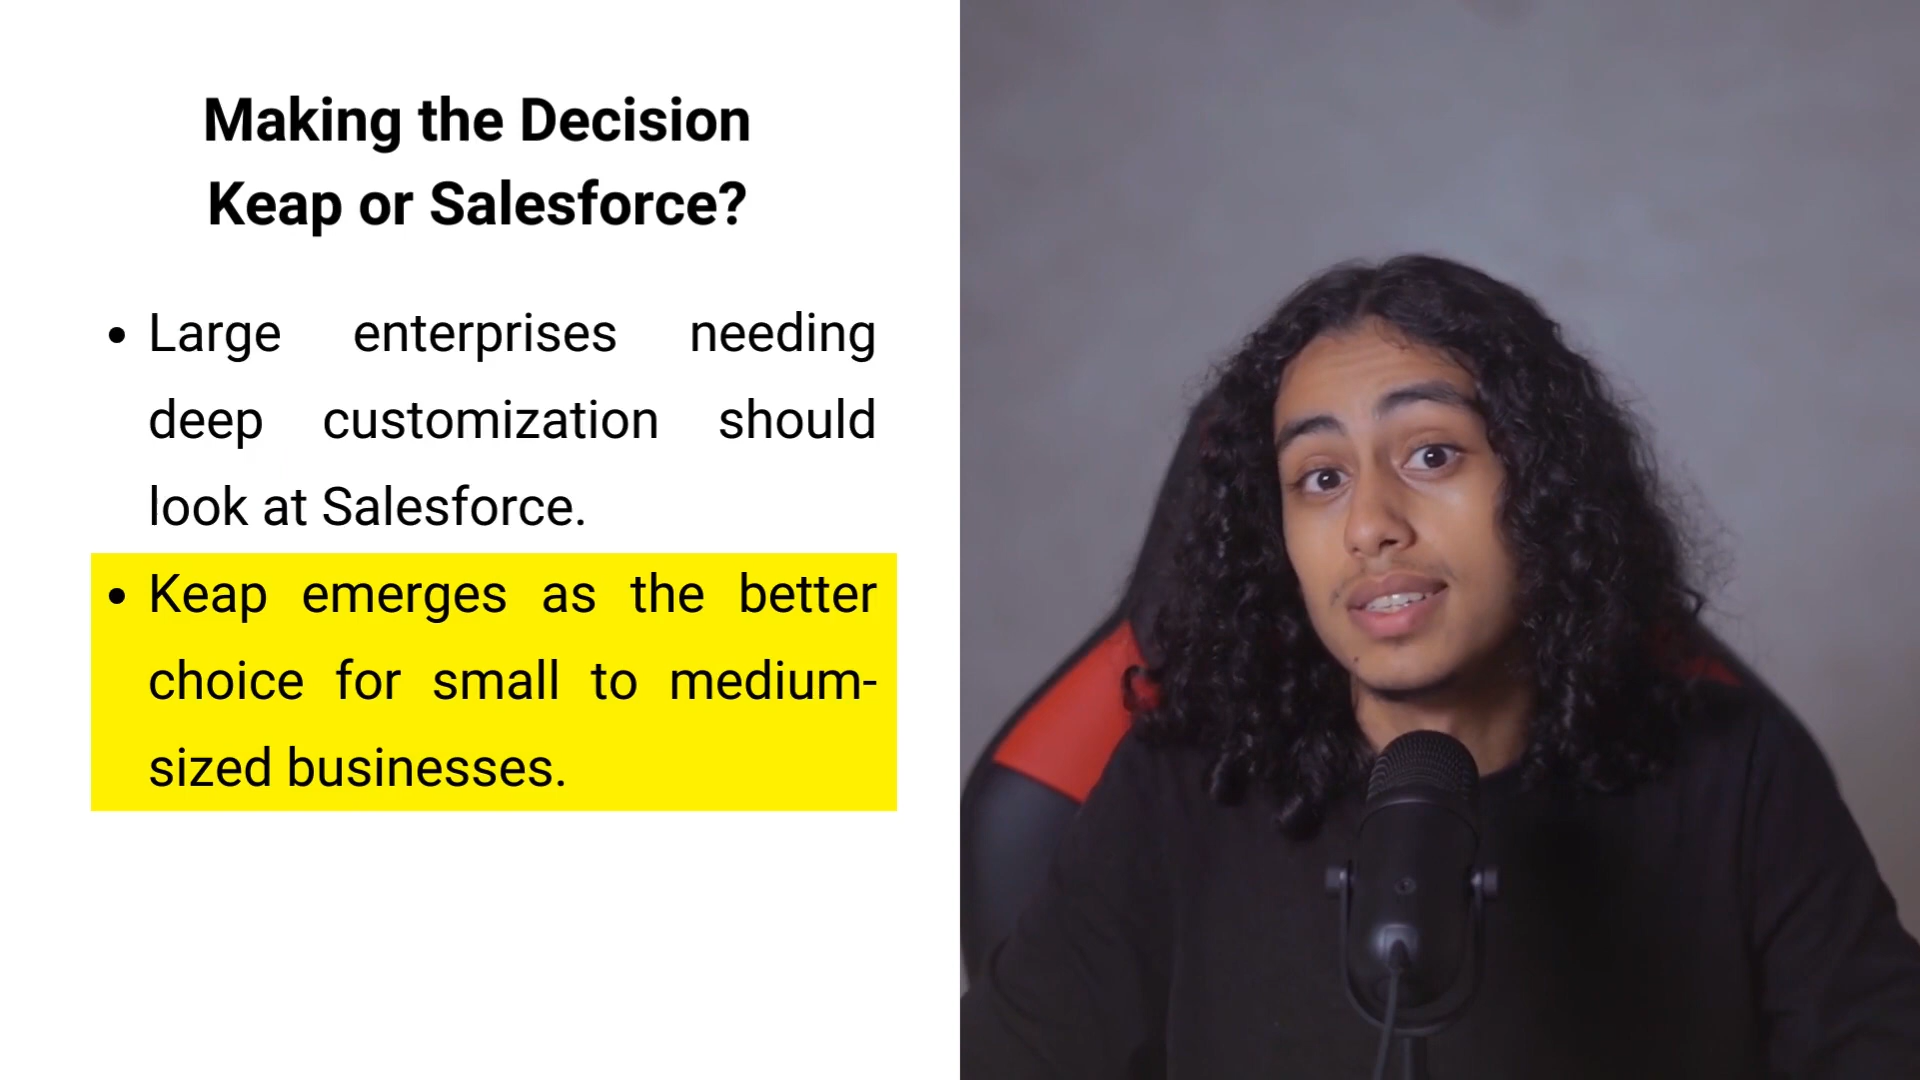 Making the Decision
Keap or Salesforce?
• Large enterprises needing
deep customization should
look at Salesforce.
• Keap emerges as the better
choice for small to medium-
sized businesses.